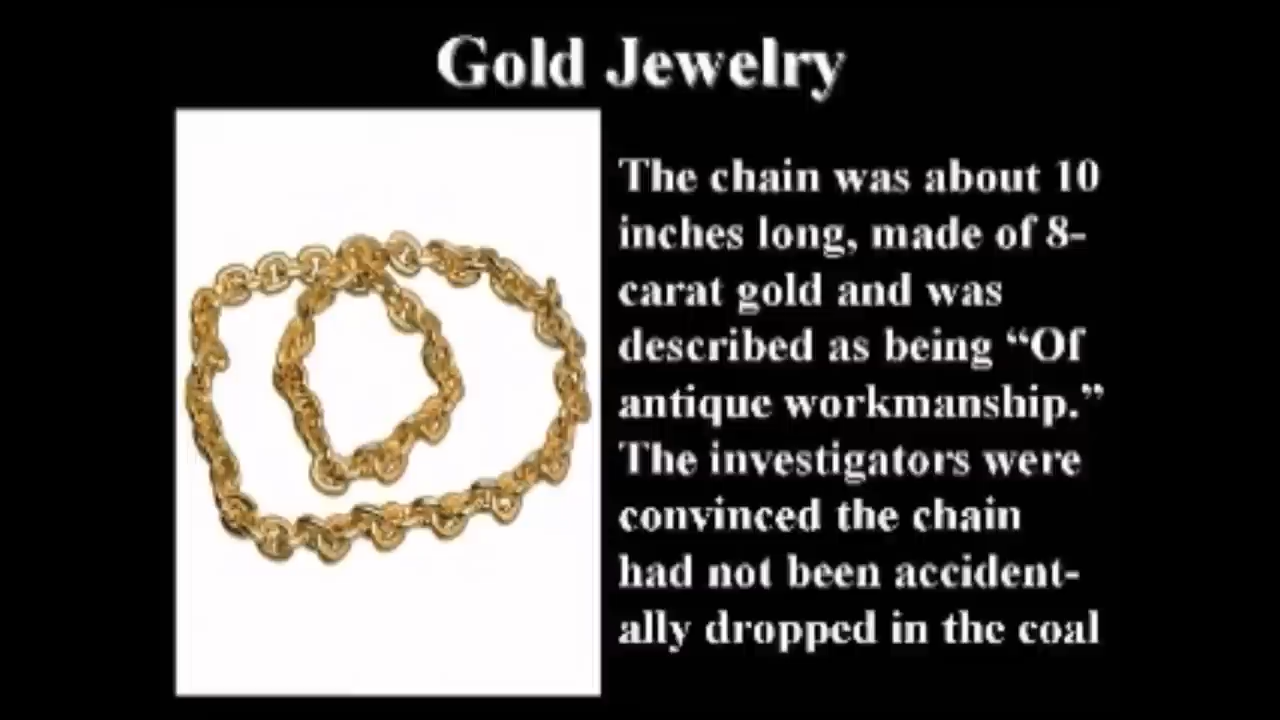 Gold Jewelry
The chain was about 10
inches long, made of 8-
carat gold and was
described as being “Of
antique workmanship.”
The investigators were
convinced the chain
had not been accident-
ally dropped in the coal